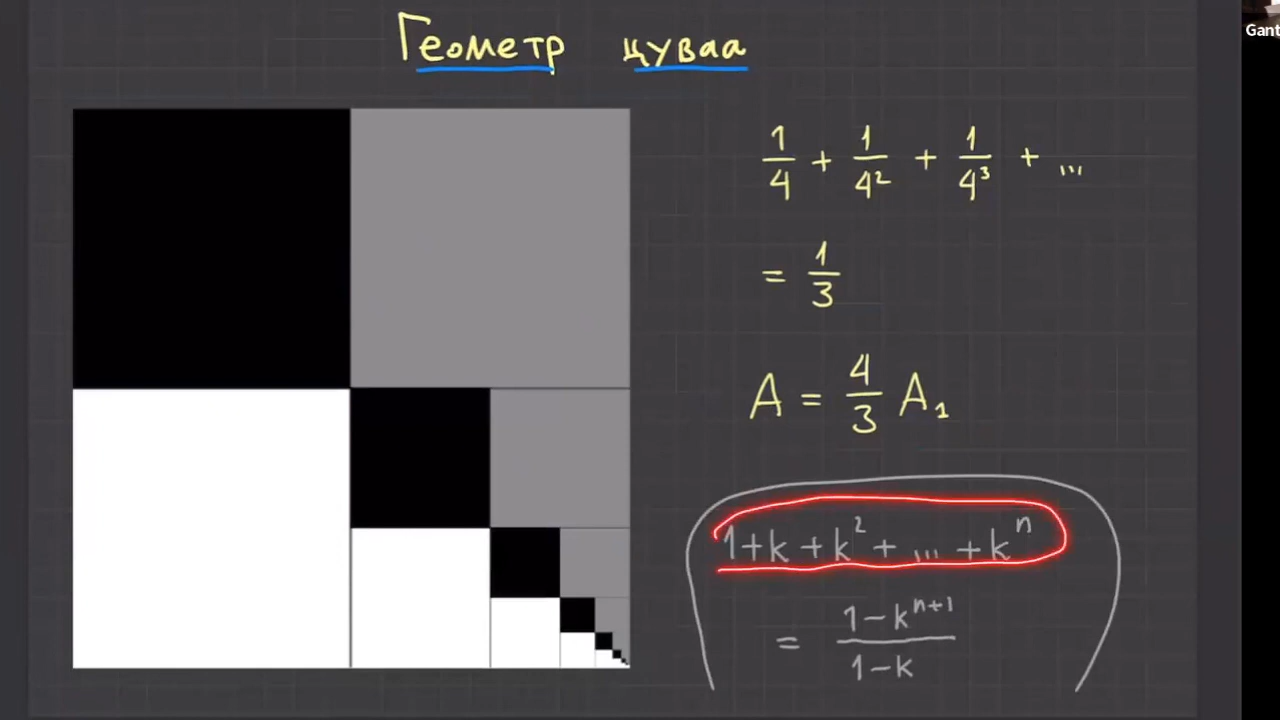 Геометр цуваа
Gant
1/4 + 1/4² + 1/4³ + ...
= 1/3
A = 4/3 A₁
1+k+k²+ ... +kⁿ
= (1-kⁿ⁺¹)/(1-k)